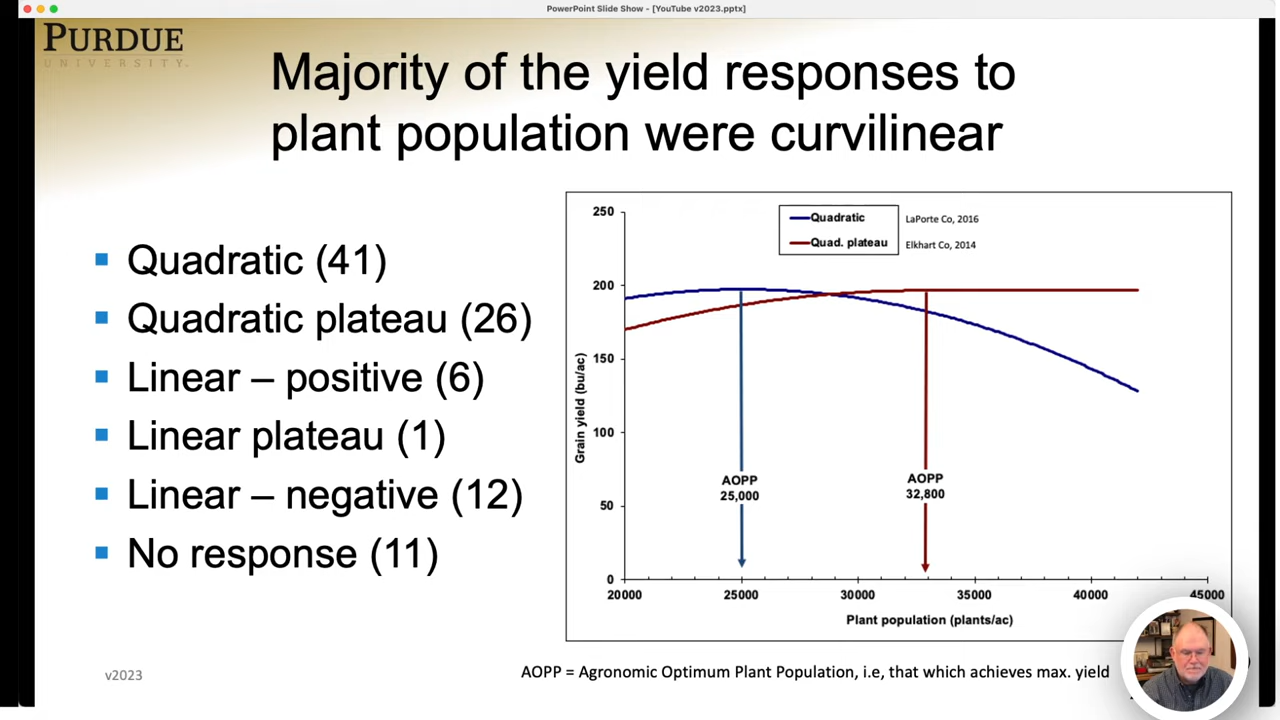 PowerPoint Slide Show - [YouTube v2023.pptx]
PURDUE
UNIVERSITY.
Majority of the yield responses to
plant population were curvilinear
Quadratic (41)
Quadratic plateau (26)
Linear – positive (6)
Linear plateau (1)
Linear – negative (12)
No response (11)
Quadratic
LaPorte Co, 2016
Quad. plateau
Elkhart Co, 2014
Grain yield (bu/ac)
250
200
150
100
50
0
AOPP
25,000
AOPP
32,800
20000
25000
30000
35000
40000
45000
Plant population (plants/ac)
AOPP = Agronomic Optimum Plant Population, i.e, that which achieves max. yield
v2023